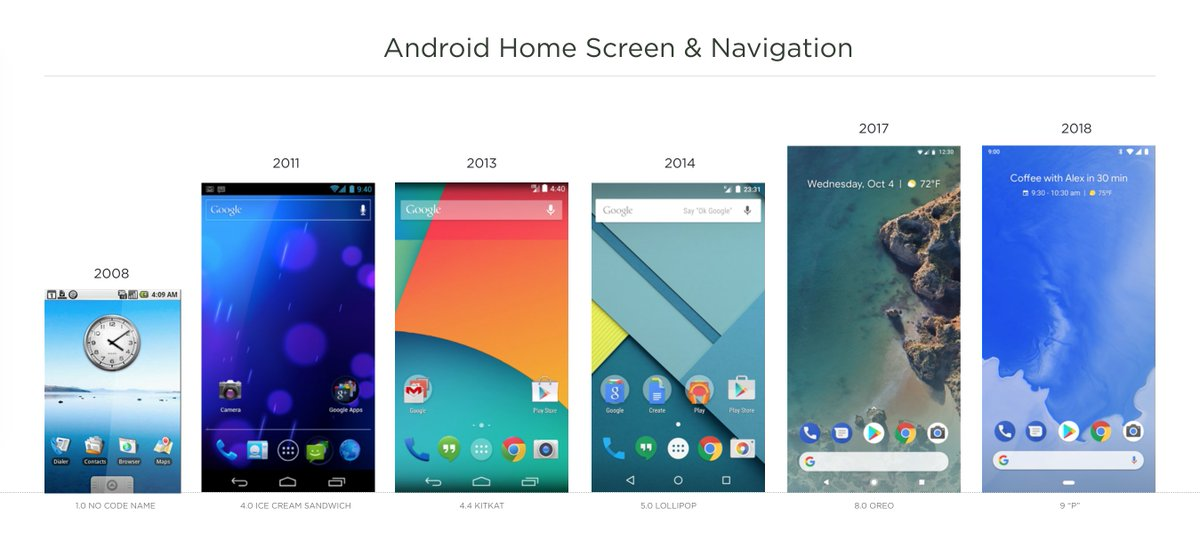 Android Home Screen & Navigation
2008
4:09 AM
Dialer
Contacts
Browser
Maps
1.0 NO CODE NAME
2011
9:40
Google
Camera
Google Apps
4.0 ICE CREAM SANDWICH
2013
4:40
Google
Google
Play Store
4.4 KITKAT
2014
23:31
Google Say "Ok Google"
Google
Create
Play
Play Store
5.0 LOLLIPOP
2017
12:30
Wednesday, Oct 4 | 72°F
G
8.0 OREO
2018
9:00
Coffee with Alex in 30 min
9:30 - 10:30 am | 75°F
G
9 "P"